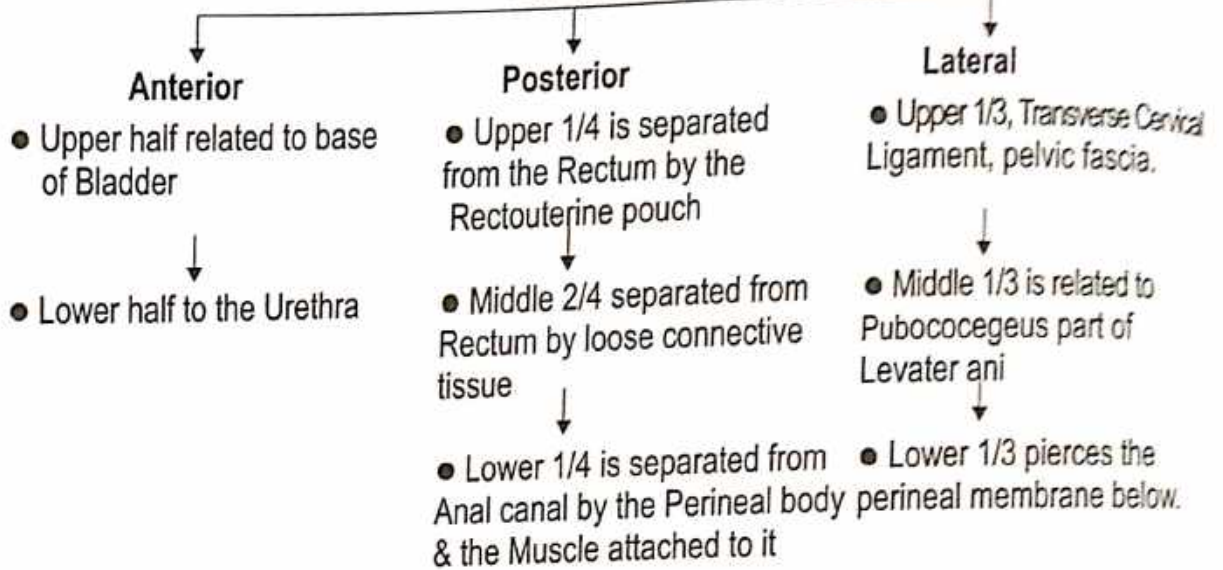 Anterior
● Upper half related to base
of Bladder
● Lower half to the Urethra
Posterior
● Upper 1/4 is separated
from the Rectum by the
Rectouterine pouch
● Middle 2/4 separated from
Rectum by loose connective
tissue
● Lower 1/4 is separated from
Anal canal by the Perineal body
& the Muscle attached to it
Lateral
● Upper 1/3, Transverse Cervical
Ligament, pelvic fascia.
● Middle 1/3 is related to
Pubococegeus part of
Levater ani
● Lower 1/3 pierces the
perineal membrane below.